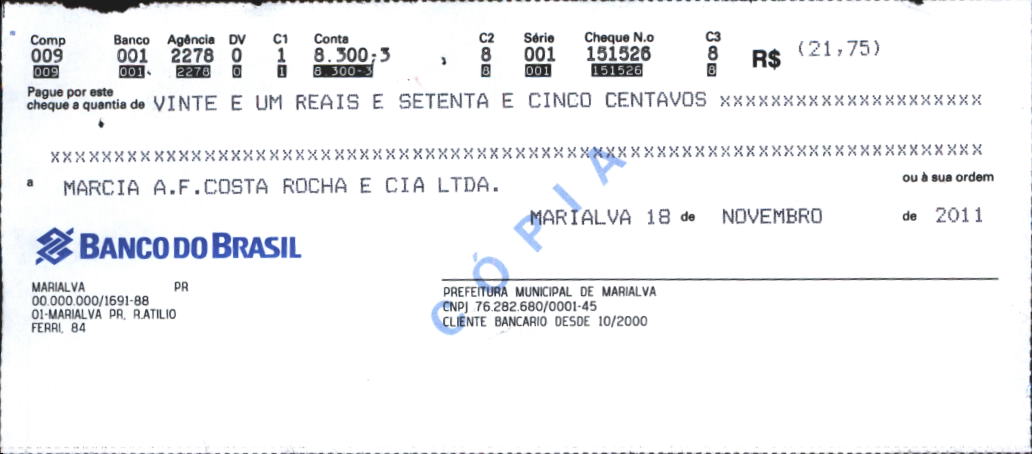 Comp Banco Agência DV C1 Conta C2 Série Cheque N.o C3
009 001 2278 0 1 8.300-3 8 001 151526 8 R$ (21,75)
009 001 2278 0 1 8.300-3 8 001 151526 8
Pague por este
cheque a quantia de VINTE E UM REAIS E SETENTA E CINCO CENTAVOS xxxxxxxxxxxxxxxxxxxxx
xxxxxxxxxxxxxxxxxxxxxxxxxxxxxxxxxxxxxxxxxxxxxxxxxxxxxxxxxxxxxxxxxxxxxxxxx
a MARCIA A.F.COSTA ROCHA E CIA LTDA. ou à sua ordem
MARIALVA 18 de NOVEMBRO de 2011
BANCO DO BRASIL
MARIALVA PR
00.000.000/1691-88
01-MARIALVA PR. R.ATILIO
FERRI, 84
PREFEITURA MUNICIPAL DE MARIALVA
CNPJ 76.282.680/0001-45
CLIENTE BANCARIO DESDE 10/2000
CÓPIA